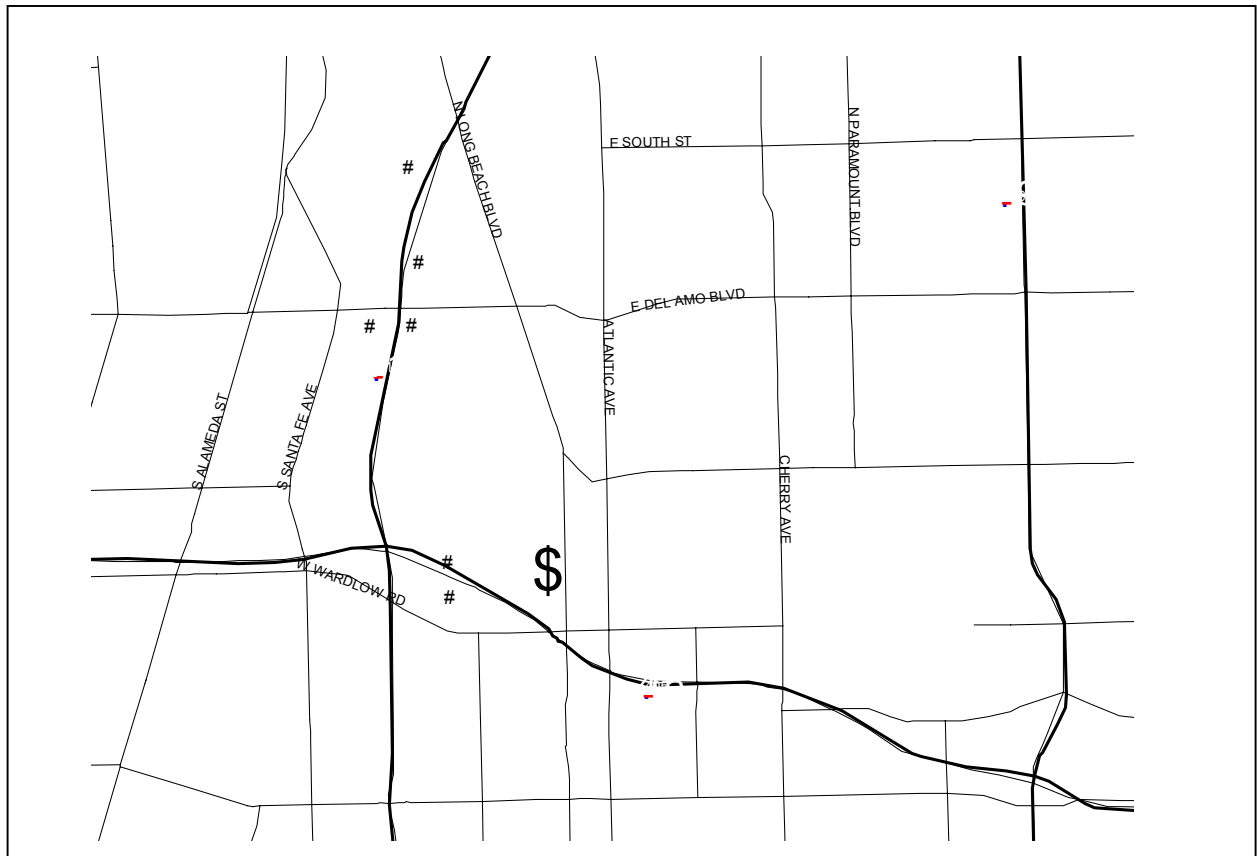 N LONG BEACH BLVD
E SOUTH ST
N PARAMOUNT BLVD
#
#
E DEL AMO BLVD
#
#
ATLANTIC AVE
S ALAMEDA ST
S SANTA FE AVE
CHERRY AVE
$
#
W WARDLOW RD
#